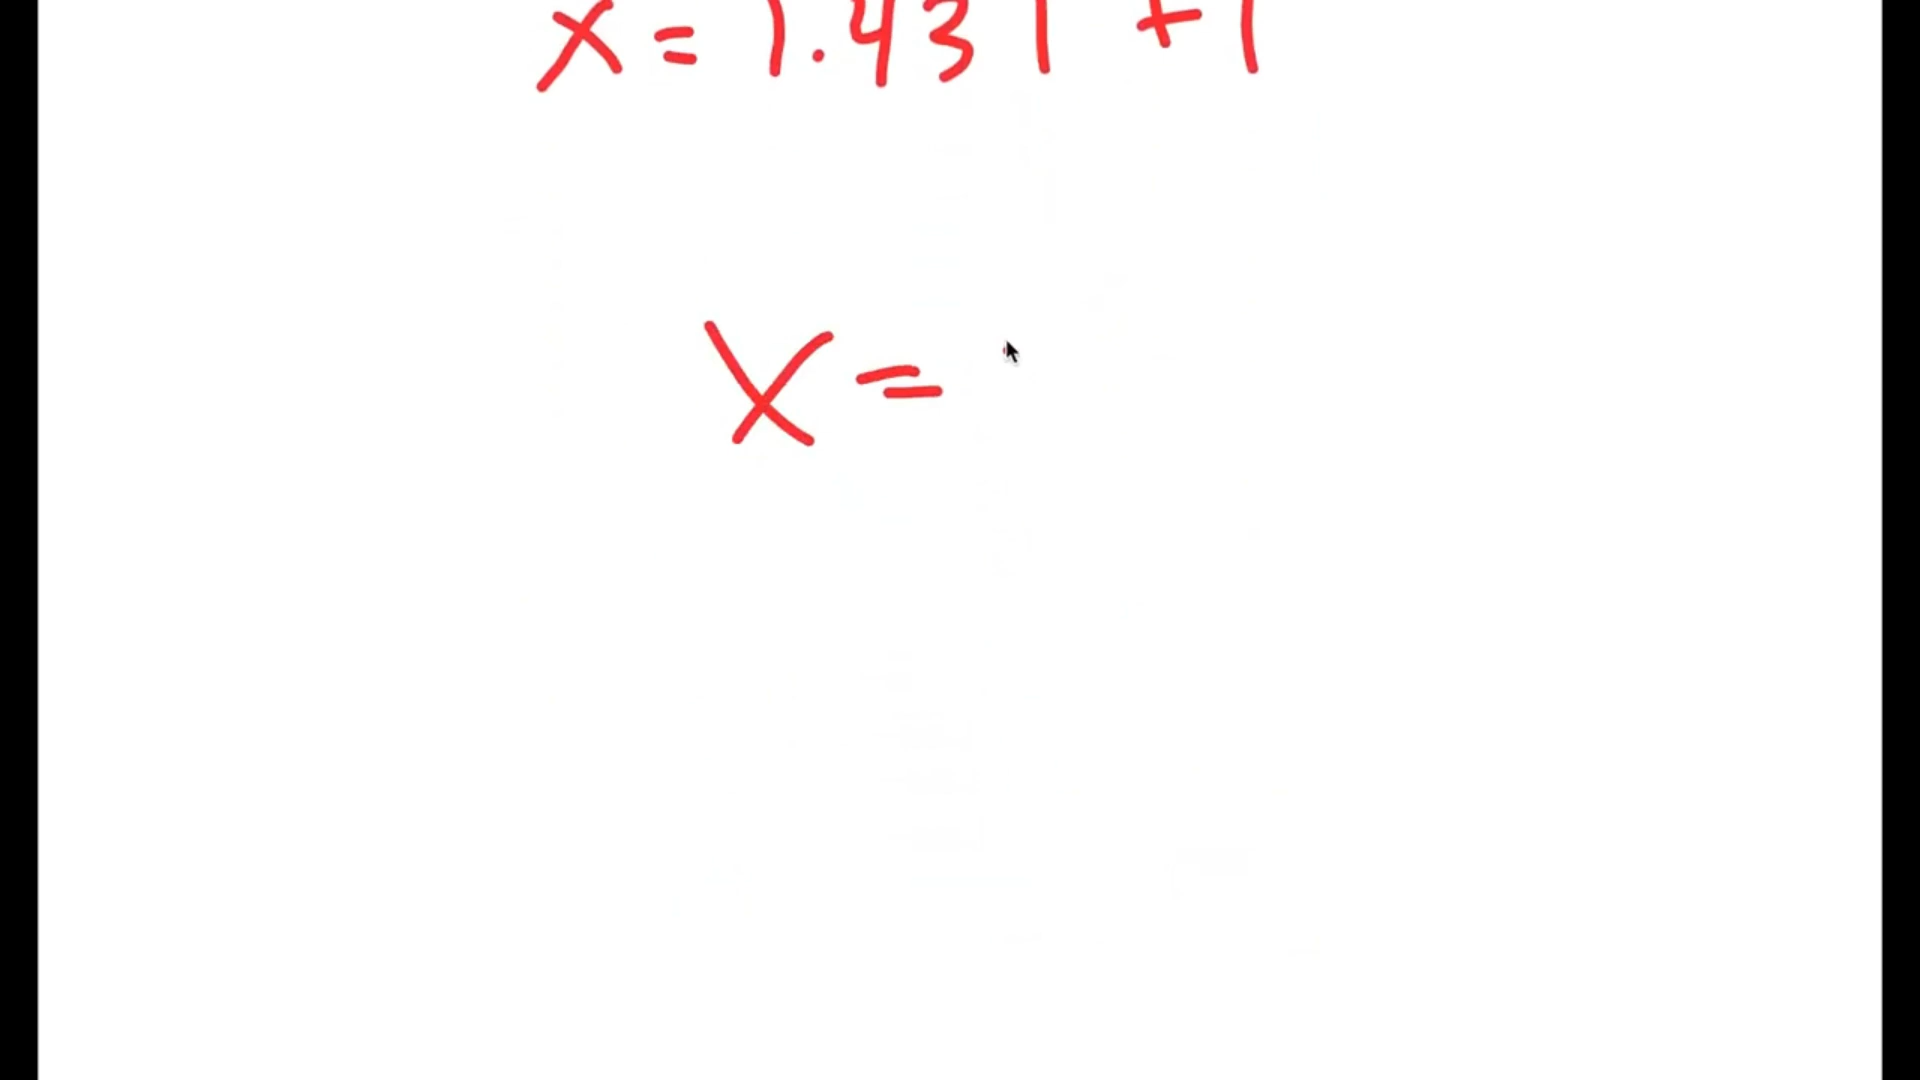 x = 1.431 + 1
x =